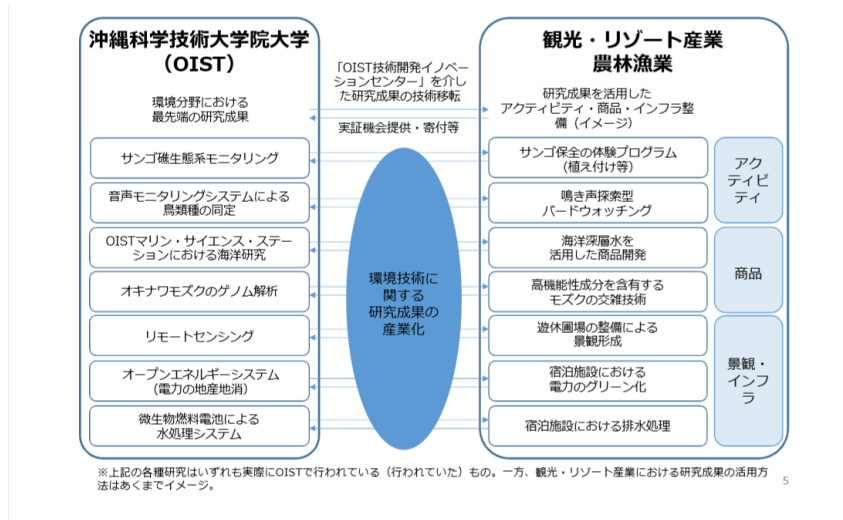 沖縄科学技術大学院大学
（OIST）
環境分野における
最先端の研究成果
サンゴ礁生態系モニタリング
音声モニタリングシステムによる
鳥類種の同定
OISTマリン・サイエンス・ステー
ションにおける海洋研究
オキナワモズクのゲノム解析
リモートセンシング
オープンエネルギーシステム
（電力の地産地消）
微生物燃料電池による
水処理システム
「OIST技術開発イノベー
ションセンター」を介し
た研究成果の技術移転
実証機会提供・寄付等
環境技術に
関する
研究成果の
産業化
観光・リゾート産業
農林漁業
研究成果を活用した
アクティビティ・商品・インフラ整
備（イメージ）
サンゴ保全の体験プログラム
（植え付け等）
鳴き声探索型
バードウォッチング
海洋深層水を
活用した商品開発
高機能性成分を含有する
モズクの交雑技術
遊休圃場の整備による
景観形成
宿泊施設における
電力のグリーン化
宿泊施設における排水処理
アク
ティビ
ティ
商品
景観・
インフ
ラ
※上記の各種研究はいずれも実際にOISTで行われている（行われていた）もの。一方、観光・リゾート産業における研究成果の活用方
法はあくまでイメージ。
5